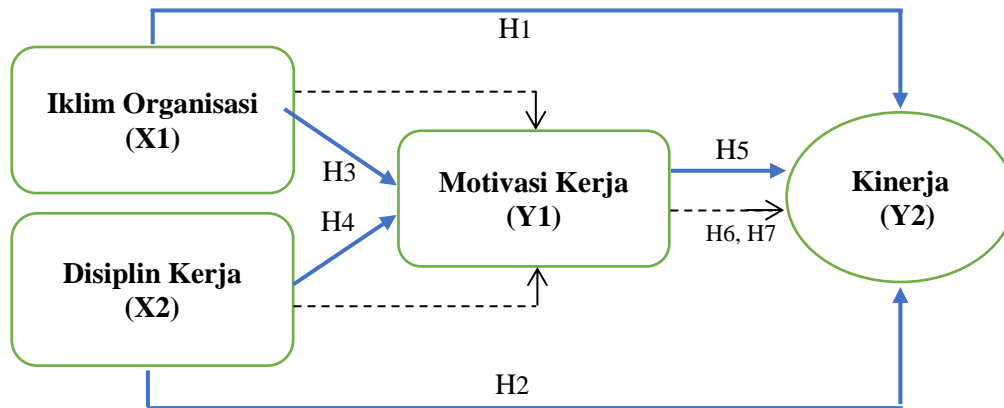 H1
Iklim Organisasi
(X1)
H3
Motivasi Kerja
(Y1)
H5
Kinerja
(Y2)
H6, H7
H4
Disiplin Kerja
(X2)
H2